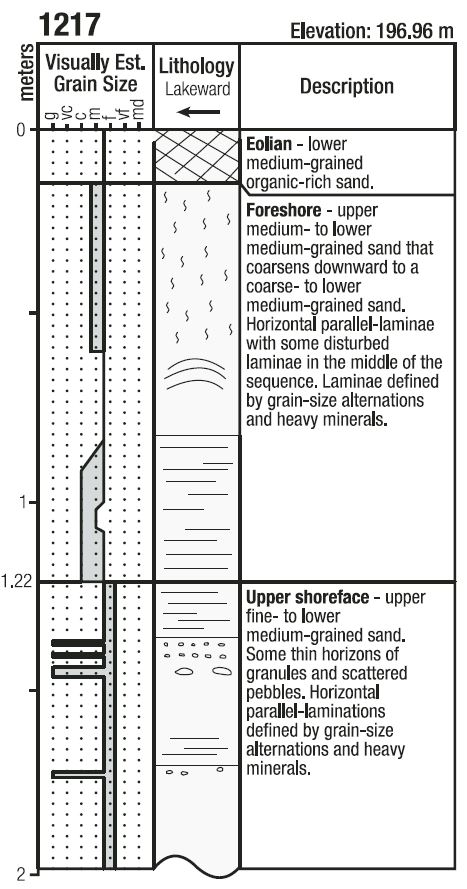 1217
Elevation: 196.96 m
meters
Visually Est.
Grain Size
g vc c m f vf md
Lithology
Lakeward
Description
0
Eolian - lower
medium-grained
organic-rich sand.
Foreshore - upper
medium- to lower
medium-grained sand that
coarsens downward to a
coarse- to lower
medium-grained sand.
Horizontal parallel-laminae
with some disturbed
laminae in the middle of the
sequence. Laminae defined
by grain-size alternations
and heavy minerals.
1
1.22
Upper shoreface - upper
fine- to lower
medium-grained sand.
Some thin horizons of
granules and scattered
pebbles. Horizontal
parallel-laminations
defined by grain-size
alternations and heavy
minerals.
2